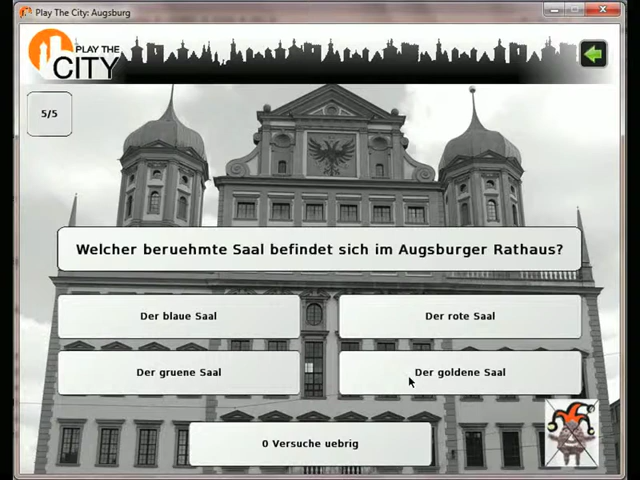 Play The City: Augsburg
PLAY THE
CITY
5/5
Welcher beruehmte Saal befindet sich im Augsburger Rathaus?
Der blaue Saal
Der rote Saal
Der gruene Saal
Der goldene Saal
0 Versuche uebrig